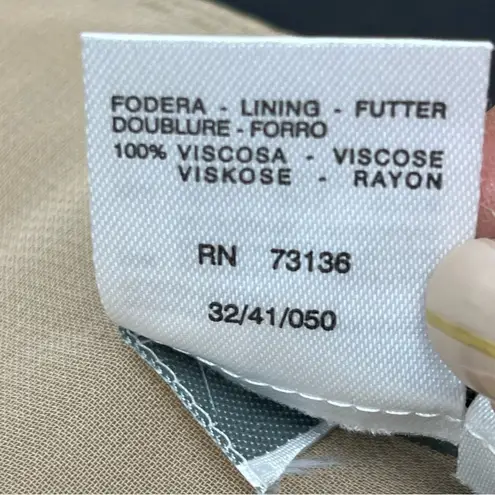 FODERA - LINING - FUTTER
DOUBLURE - FORRO
100% VISCOSA - VISCOSE
VISKOSE - RAYON
RN 73136
32/41/050